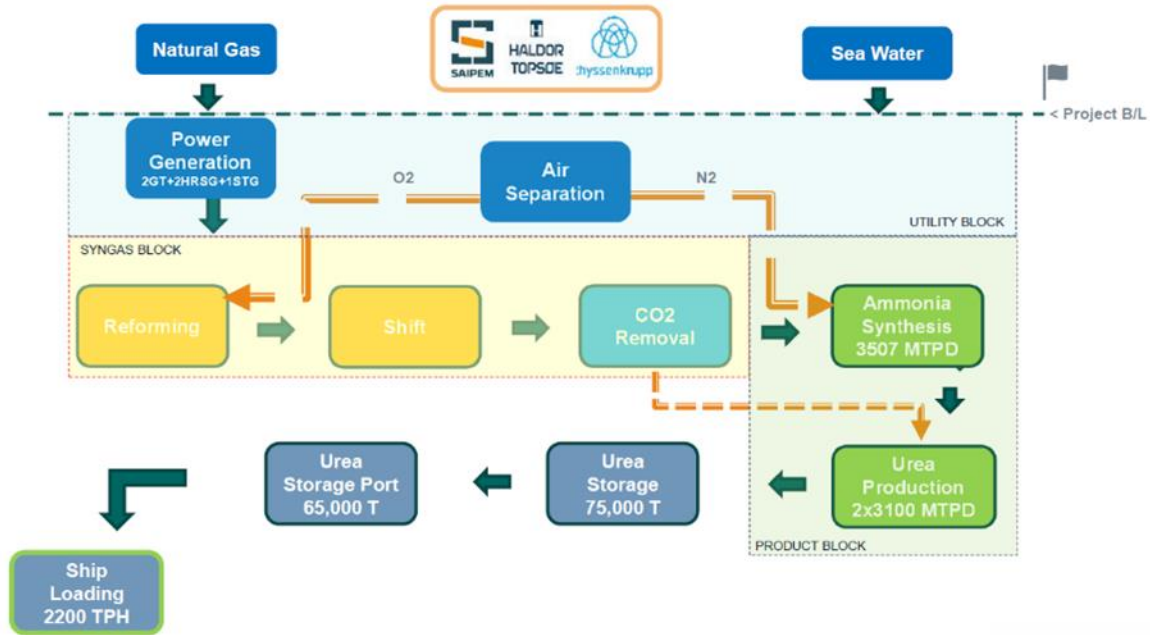 Natural Gas
SAIPEM
HALDOR
TOPSOE
thyssenkrupp
Sea Water
< Project B/L
Power
Generation
2GT+2HRSG+1STG
O2
Air
Separation
N2
UTILITY BLOCK
SYNGAS BLOCK
Reforming
Shift
CO2
Removal
Ammonia
Synthesis
3507 MTPD
Urea
Storage Port
65,000 T
Urea
Storage
75,000 T
Urea
Production
2x3100 MTPD
PRODUCT BLOCK
Ship
Loading
2200 TPH